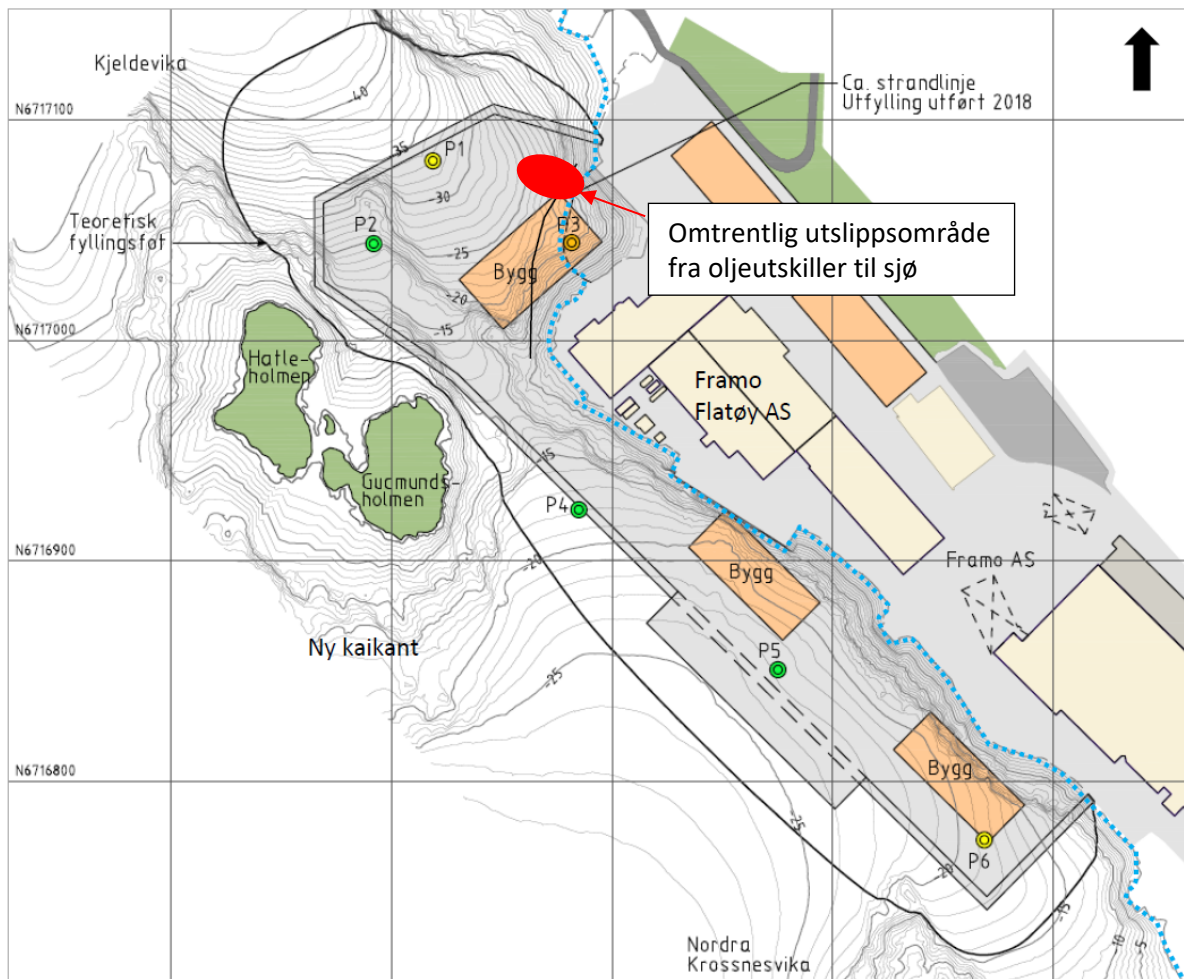 Kjeldevika
-40
Ca. strandlinje
Utfylling utført 2018
N6717100
-35
P1
-30
Teoretisk
fyllingsfot
P2
P3
Omtrentlig utslippsområde
fra oljeutskiller til sjø
-25
Bygg
-20
-15
N6717000
Hatle-
holmen
Framo
Flatøy AS
-15
Gudmunds-
holmen
P4
-20
N6716900
Bygg
Framo AS
Ny kaikant
P5
-25
Bygg
N6716800
-25
P6
-20
-15
-10
-5
Nordra
Krossnesvika